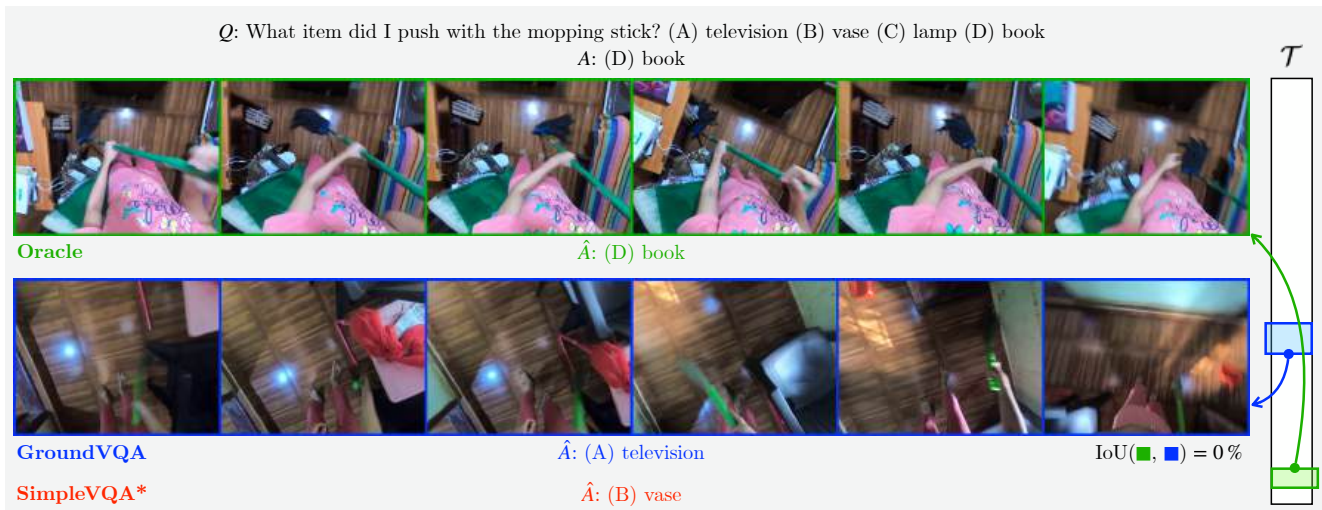 Q: What item did I push with the mopping stick? (A) television (B) vase (C) lamp (D) book
A: (D) book
𝒯
Oracle
Â: (D) book
GroundVQA
Â: (A) television
IoU(■, ■) = 0 %
SimpleVQA*
Â: (B) vase